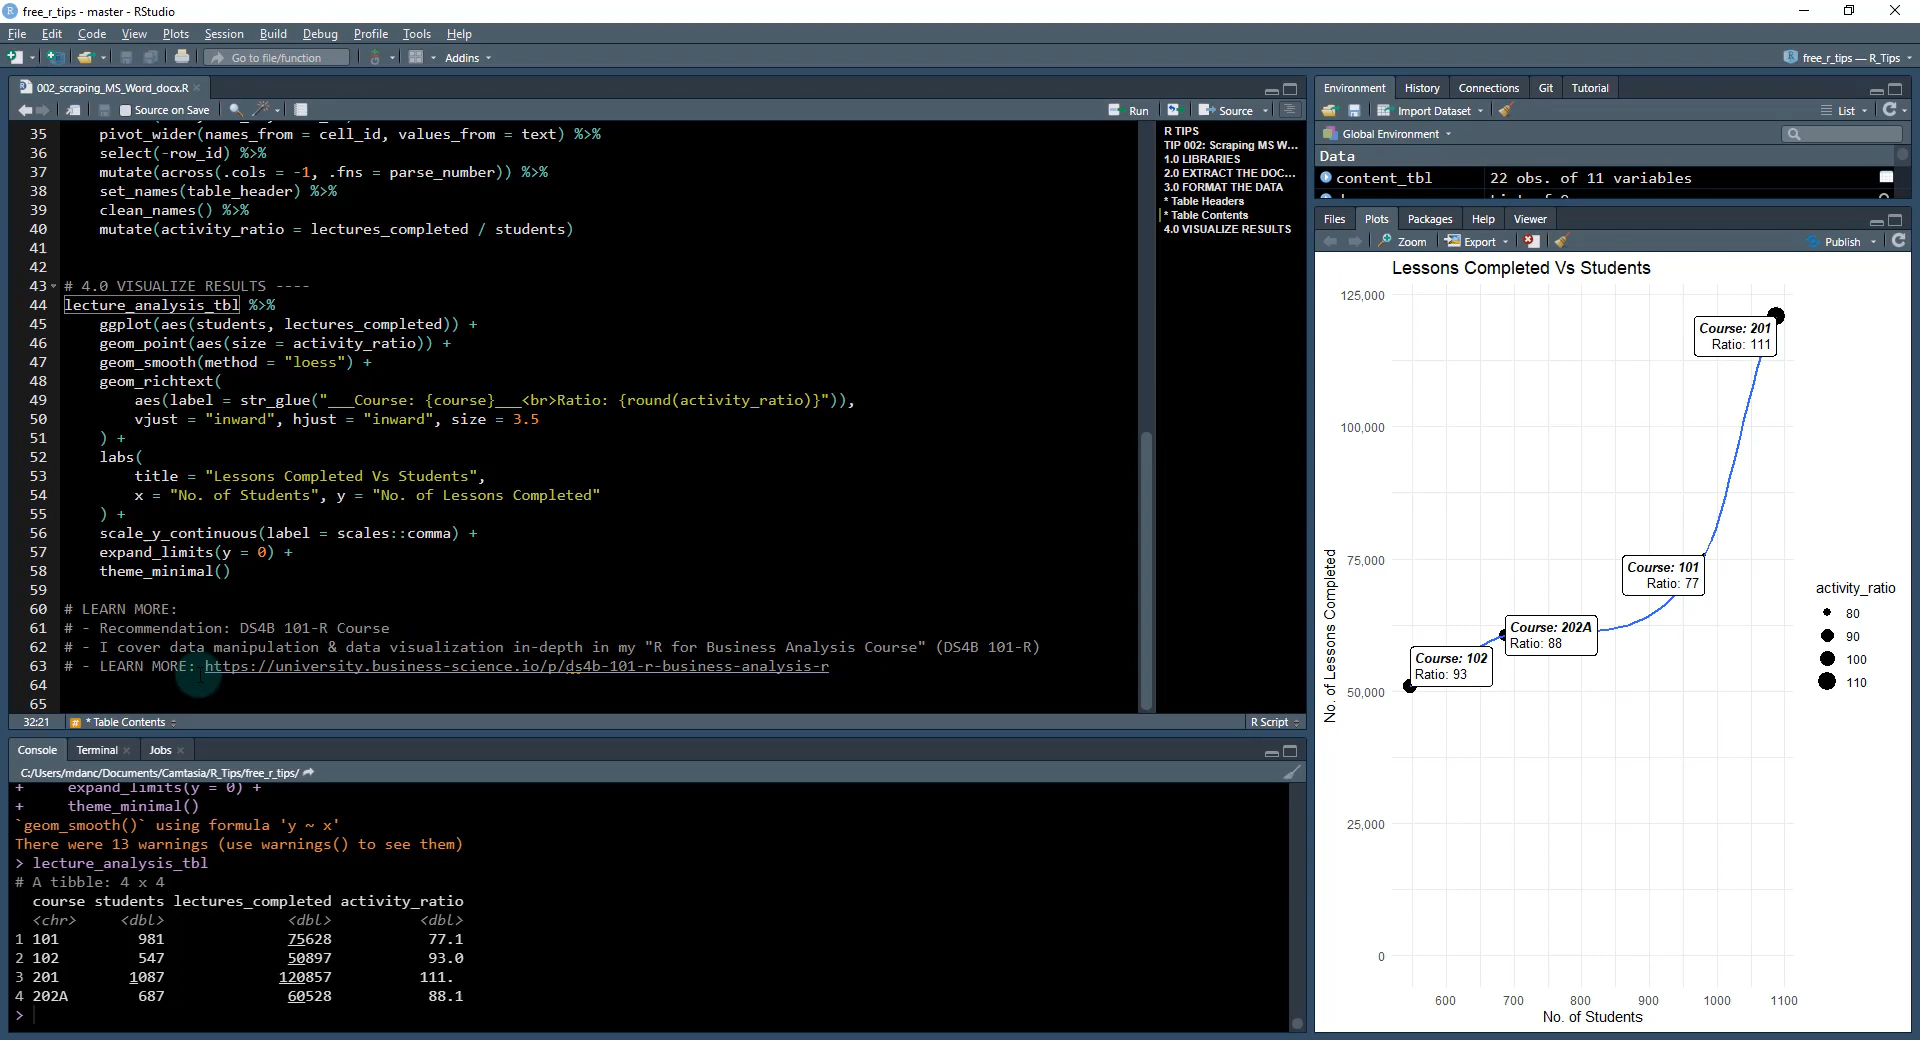 free_r_tips - master - RStudio
File Edit Code View Plots Session Build Debug Profile Tools Help
Go to file/function Addins
free_r_tips — R_Tips
002_scraping_MS_Word_docx.R
Source on Save
Run Source
35 pivot_wider(names_from = cell_id, values_from = text) %>%
36 select(-row_id) %>%
37 mutate(across(.cols = -1, .fns = parse_number)) %>%
38 set_names(table_header) %>%
39 clean_names() %>%
40 mutate(activity_ratio = lectures_completed / students)
41
42
43 # 4.0 VISUALIZE RESULTS ----
44 lecture_analysis_tbl %>%
45 ggplot(aes(students, lectures_completed)) +
46 geom_point(aes(size = activity_ratio)) +
47 geom_smooth(method = "loess") +
48 geom_richtext(
49 aes(label = str_glue("___Course: {course}___<br>Ratio: {round(activity_ratio)}")),
50 vjust = "inward", hjust = "inward", size = 3.5
51 ) +
52 labs(
53 title = "Lessons Completed Vs Students",
54 x = "No. of Students", y = "No. of Lessons Completed"
55 ) +
56 scale_y_continuous(label = scales::comma) +
57 expand_limits(y = 0) +
58 theme_minimal()
59
60 # LEARN MORE:
61 # - Recommendation: DS4B 101-R Course
62 # - I cover data manipulation & data visualization in-depth in my "R for Business Analysis Course" (DS4B 101-R)
63 # - LEARN MORE: https://university.business-science.io/p/ds4b-101-r-business-analysis-r
64
65
32:21 # * Table Contents R Script
R TIPS
TIP 002: Scraping MS W...
1.0 LIBRARIES
2.0 EXTRACT THE DOC...
3.0 FORMAT THE DATA
* Table Headers
* Table Contents
4.0 VISUALIZE RESULTS
Console Terminal Jobs
C:/Users/mdanc/Documents/Camtasia/R_Tips/free_r_tips/
+ expand_limits(y = 0) +
+ theme_minimal()
`geom_smooth()` using formula 'y ~ x'
There were 13 warnings (use warnings() to see them)
> lecture_analysis_tbl
# A tibble: 4 x 4
course students lectures_completed activity_ratio
<chr> <dbl> <dbl> <dbl>
1 101 981 75628 77.1
2 102 547 50897 93.0
3 201 1087 120857 111.
4 202A 687 60528 88.1
>
Environment History Connections Git Tutorial
Import Dataset List
Global Environment
Data
content_tbl 22 obs. of 11 variables
Files Plots Packages Help Viewer
Zoom Export Publish
Lessons Completed Vs Students
125,000
100,000
75,000
50,000
25,000
0
No. of Lessons Completed
Course: 201
Ratio: 111
Course: 101
Ratio: 77
Course: 202A
Ratio: 88
Course: 102
Ratio: 93
activity_ratio
80
90
100
110
600 700 800 900 1000 1100
No. of Students